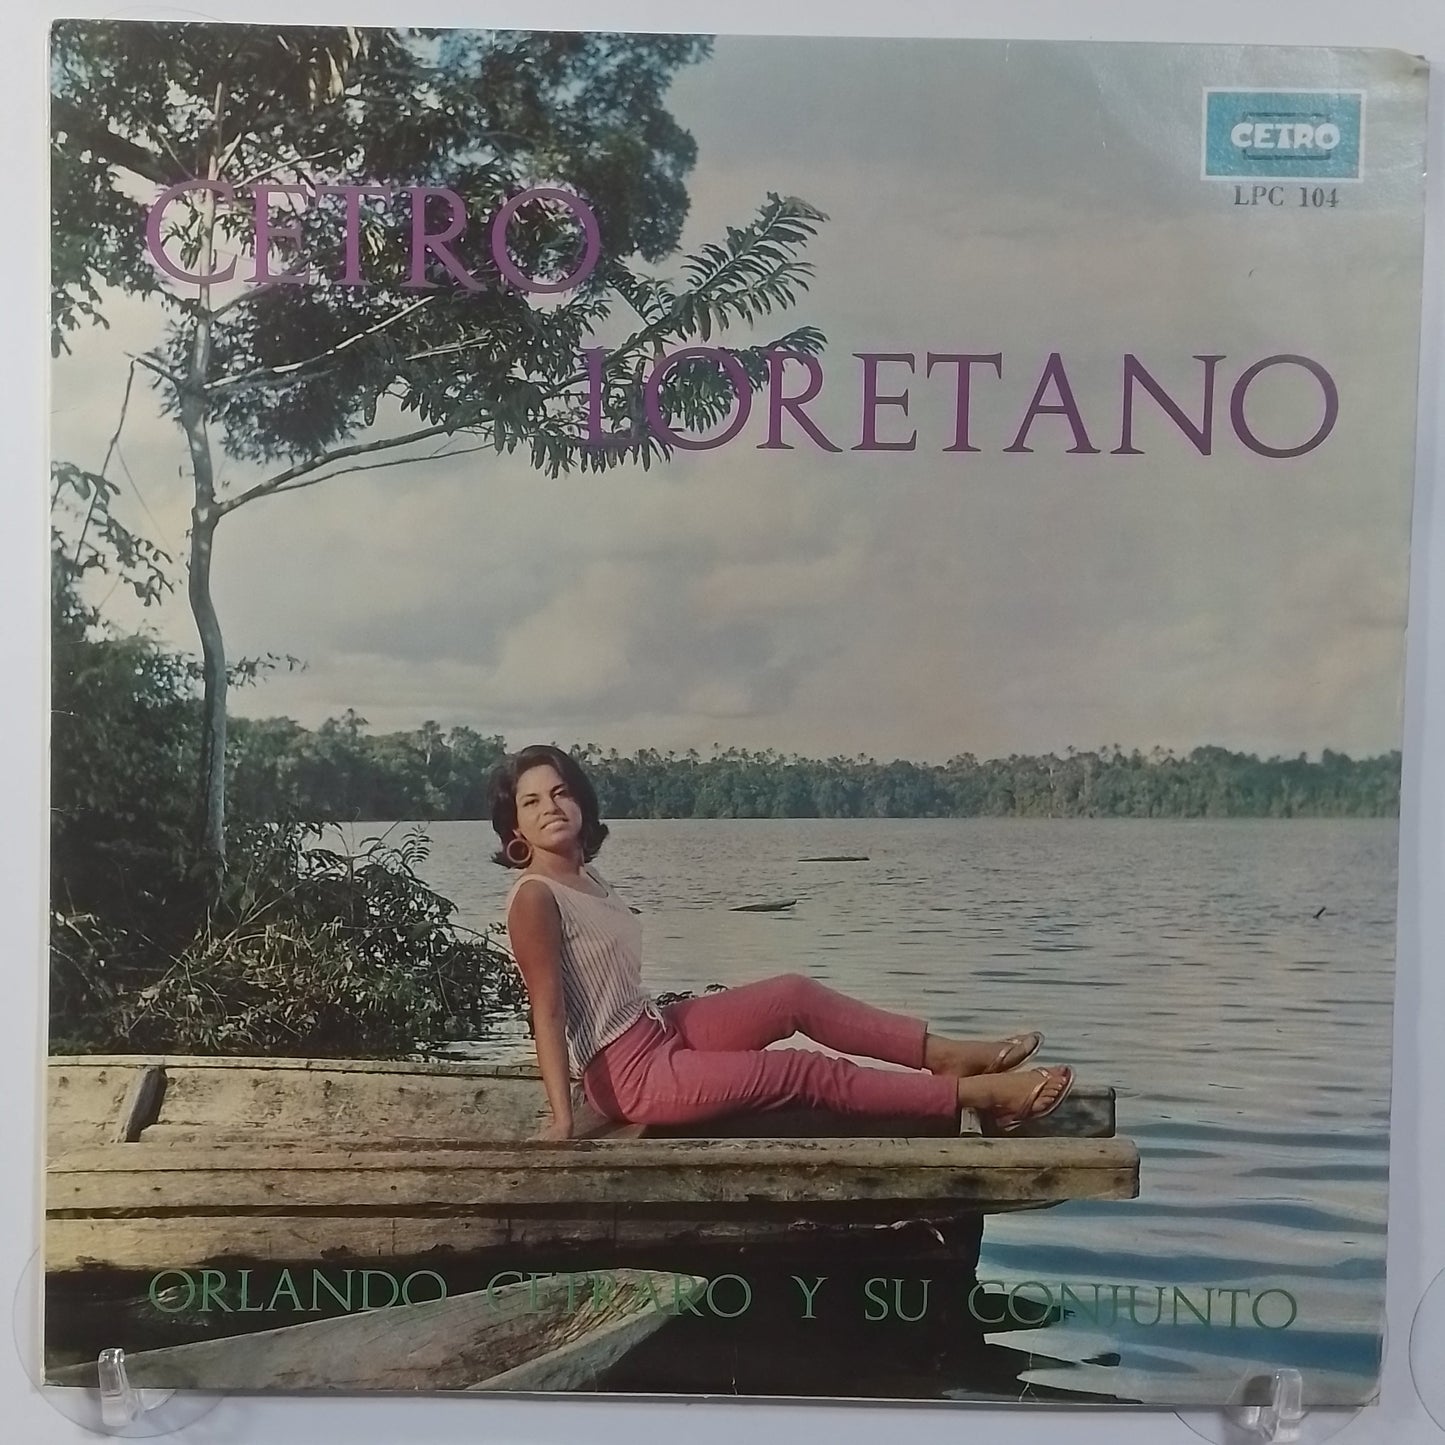 CETRO
LPC 104
CETRO
LORETANO
ORLANDO CETRARO Y SU CONJUNTO